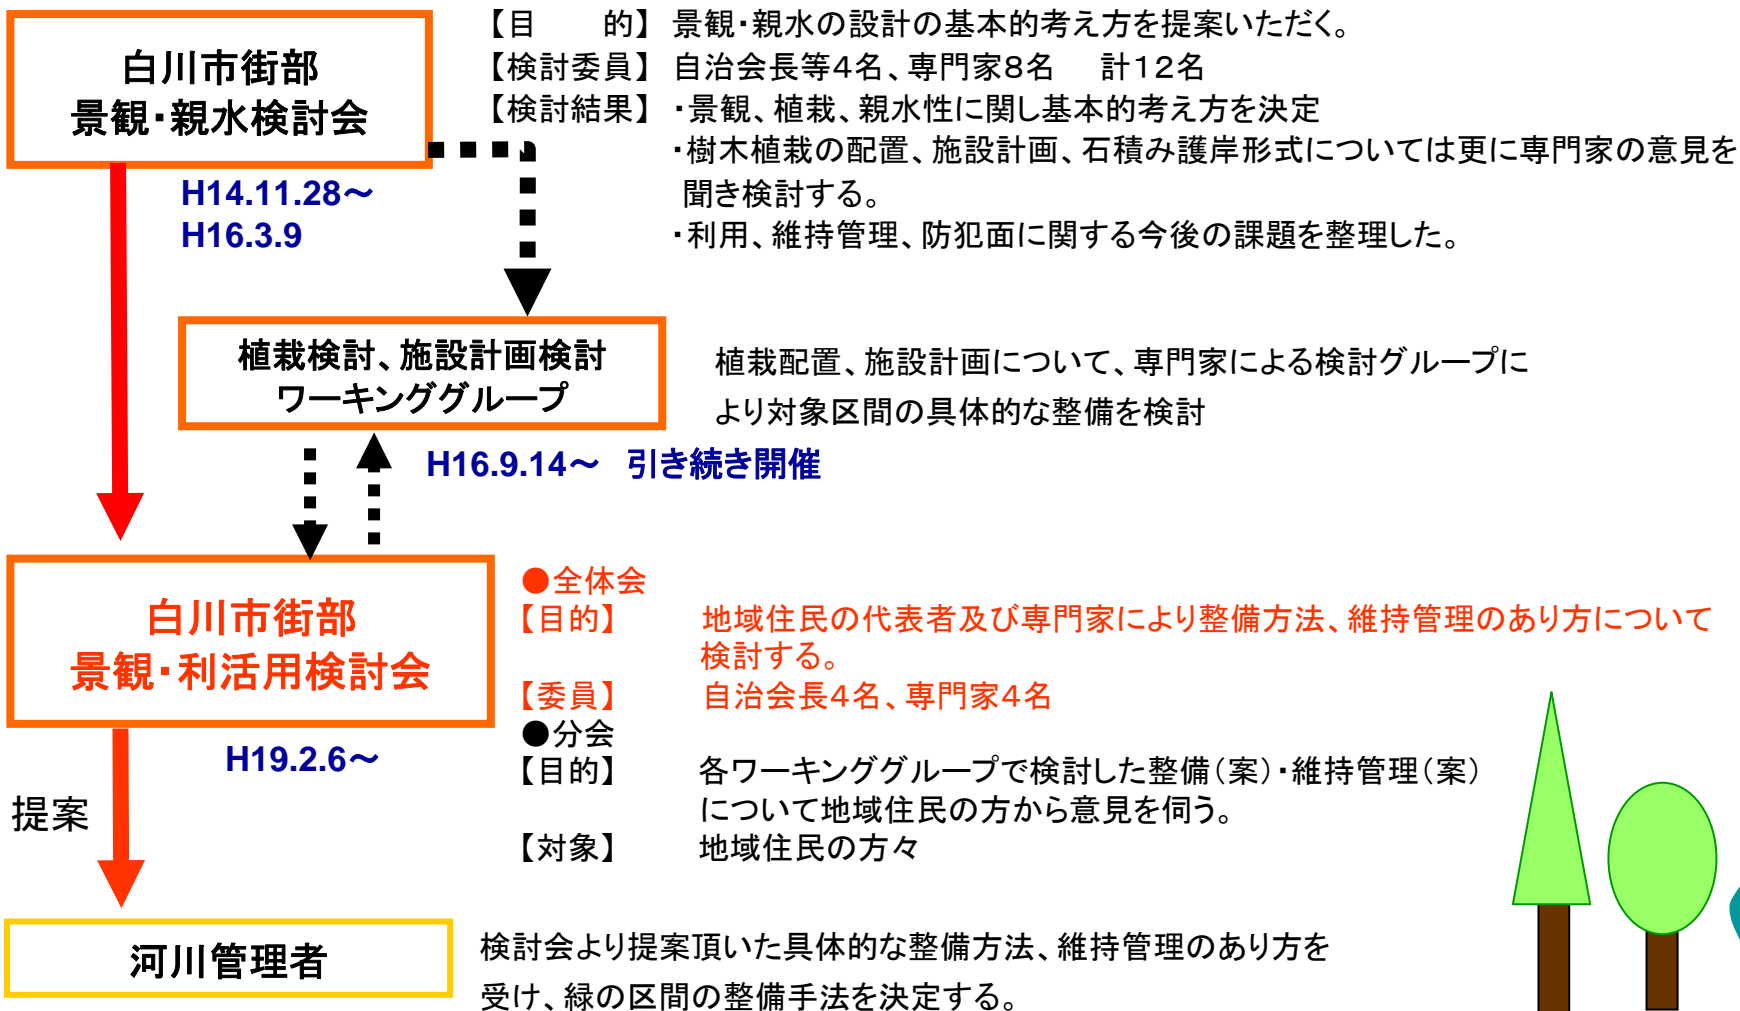 白川市街部
景観・親水検討会
H14.11.28～
H16.3.9
【目　　的】 景観・親水の設計の基本的考え方を提案いただく。
【検討委員】 自治会長等4名、専門家8名　計12名
【検討結果】 ・景観、植栽、親水性に関し基本的考え方を決定
・樹木植栽の配置、施設計画、石積み護岸形式については更に専門家の意見を
聞き検討する。
・利用、維持管理、防犯面に関する今後の課題を整理した。
植栽検討、施設計画検討
ワーキンググループ
植栽配置、施設計画について、専門家による検討グループに
より対象区間の具体的な整備を検討
H16.9.14～　引き続き開催
白川市街部
景観・利活用検討会
H19.2.6～
●全体会
【目的】　地域住民の代表者及び専門家により整備方法、維持管理のあり方について
検討する。
【委員】　自治会長4名、専門家4名
●分会
【目的】　各ワーキンググループで検討した整備（案）・維持管理（案）
について地域住民の方から意見を伺う。
【対象】　地域住民の方々
提案
河川管理者
検討会より提案頂いた具体的な整備方法、維持管理のあり方を
受け、緑の区間の整備手法を決定する。